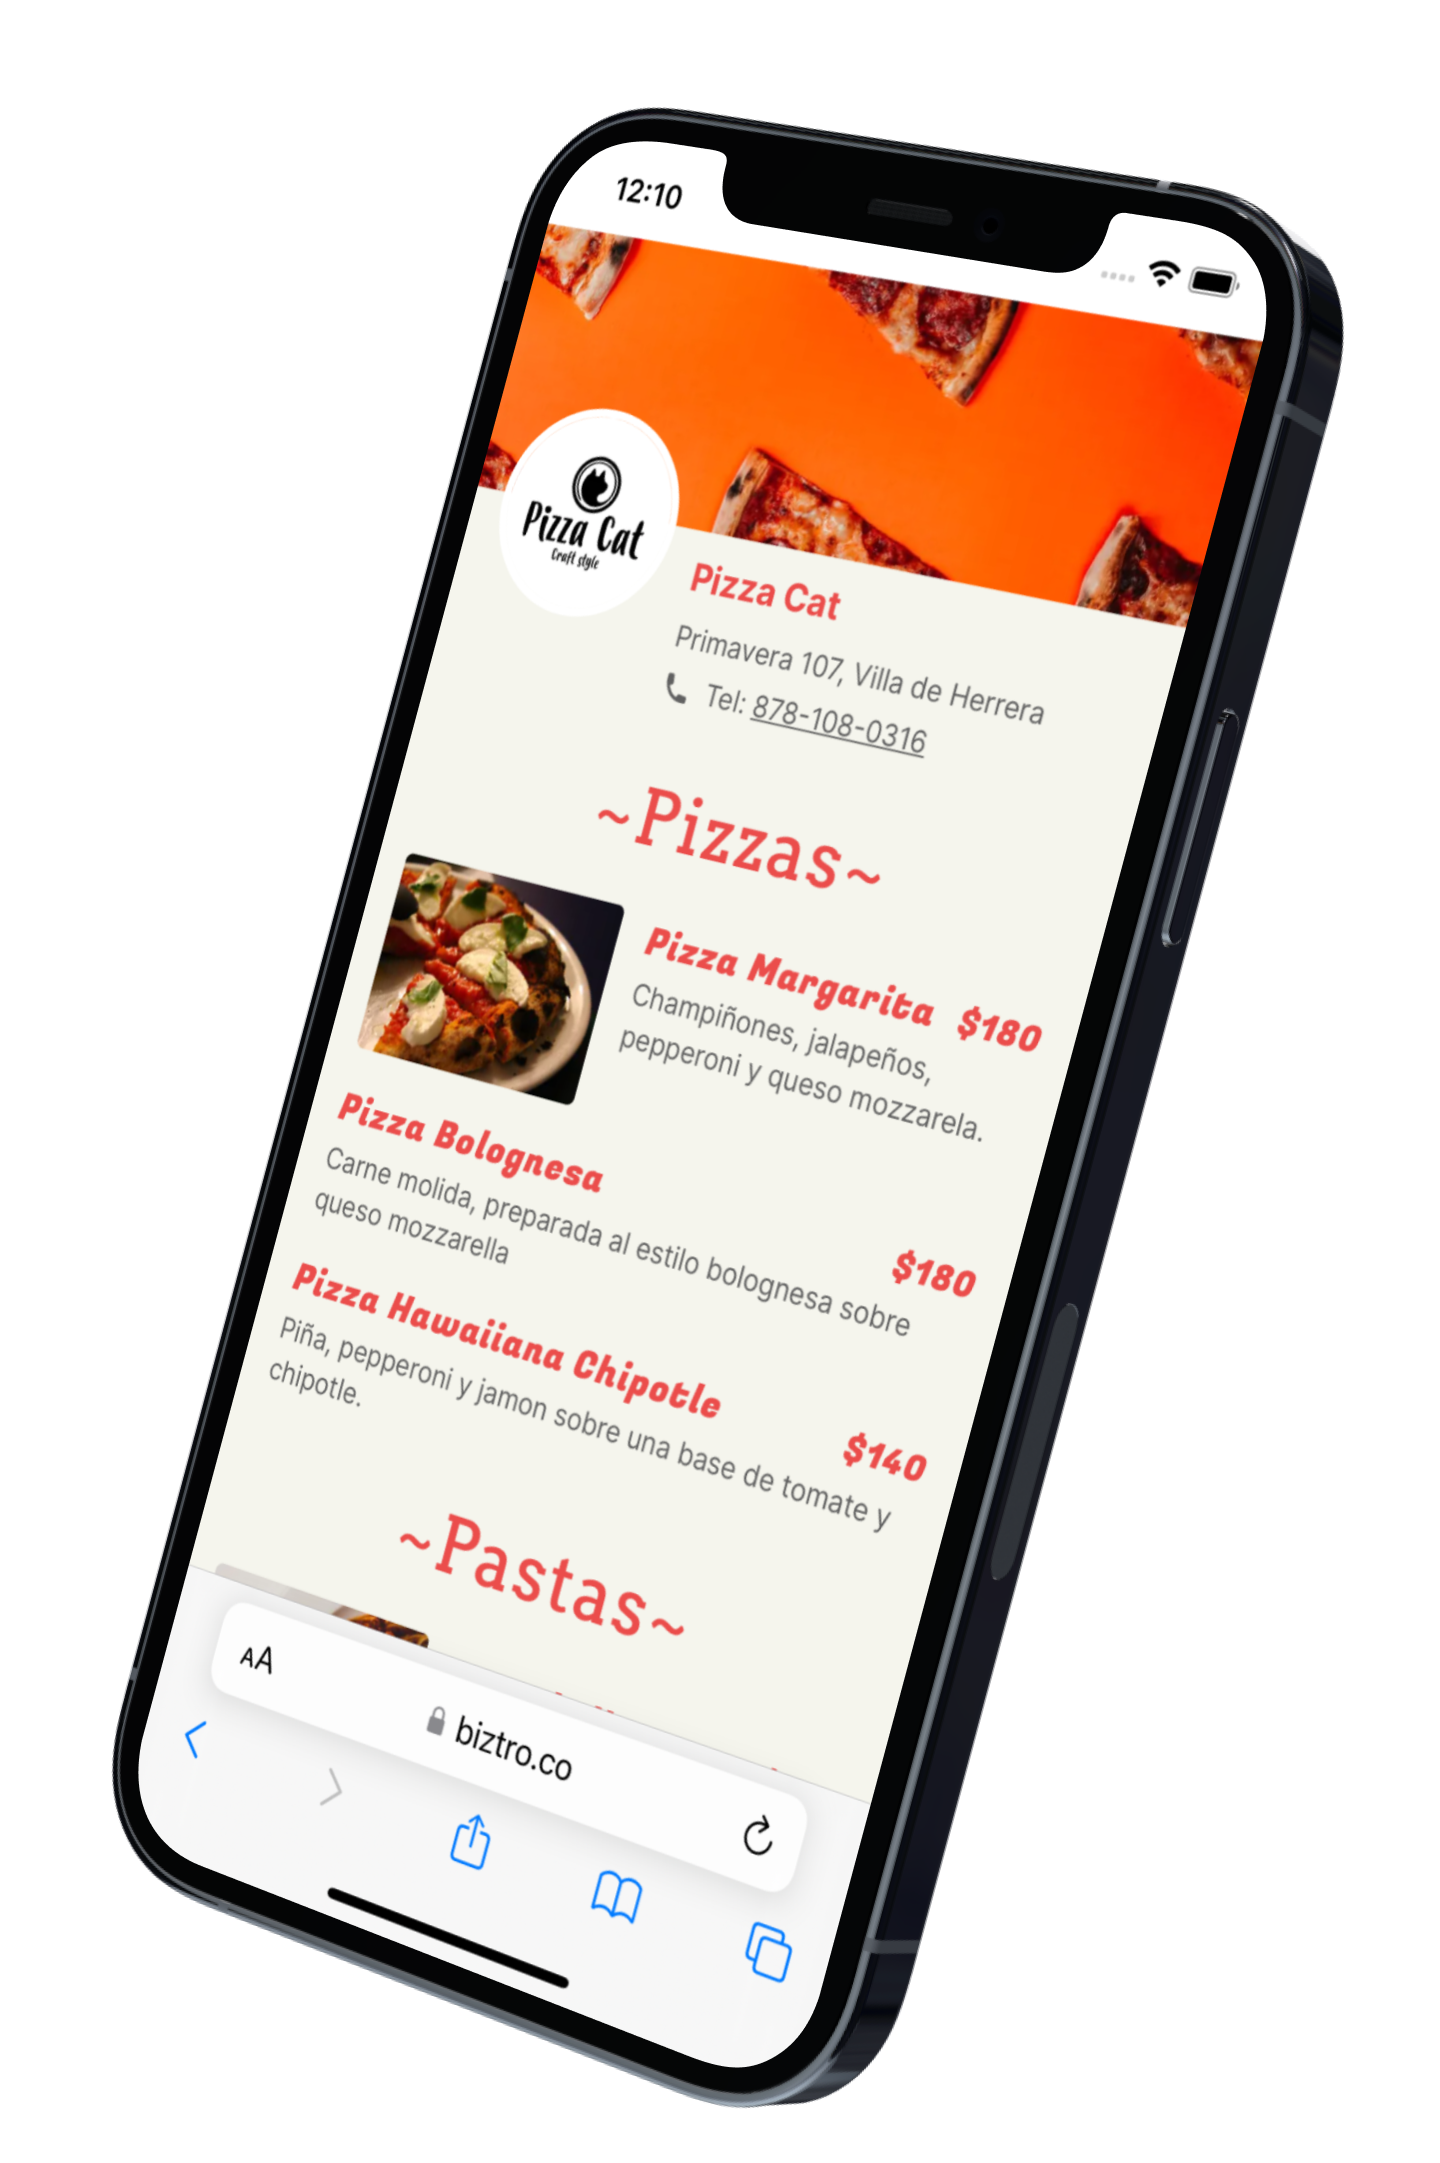 12:10
Pizza Cat
Craft style
Pizza Cat
Primavera 107, Villa de Herrera
Tel: 878-108-0316
~Pizzas~
Pizza Margarita $180
Champiñones, jalapeños,
pepperoni y queso mozzarela.
Pizza Bolognesa
$180
Carne molida, preparada al estilo bolognesa sobre
queso mozzarella
Pizza Hawaiiana Chipotle
$140
Piña, pepperoni y jamon sobre una base de tomate y
chipotle.
~Pastas~
AA
biztro.co